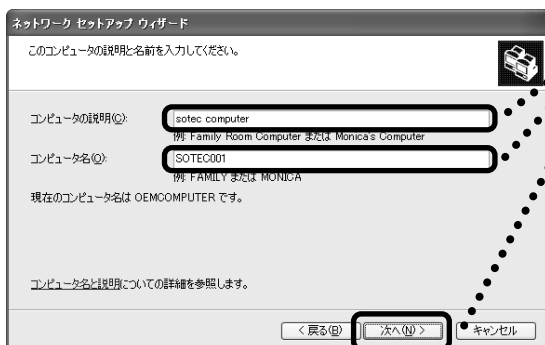 ネットワーク セットアップ ウィザード
このコンピュータの説明と名前を入力してください。
コンピュータの説明(C):
sotec computer
例: Family Room Computer または Monica's Computer
コンピュータ名(O):
SOTEC001
例: FAMILY または MONICA
現在のコンピュータ名は OEMCOMPUTER です。
コンピュータ名と説明についての詳細を参照します。
< 戻る(B)
次へ(N) >
キャンセル